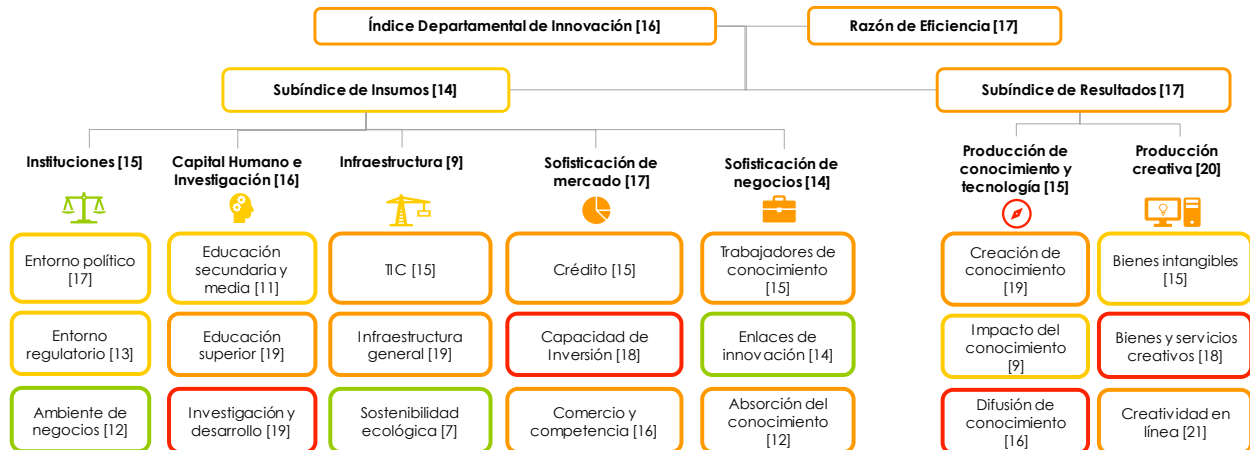 Índice Departamental de Innovación [16]
Razón de Eficiencia [17]
Subíndice de Insumos [14]
Subíndice de Resultados [17]
Instituciones [15]
Capital Humano e
Investigación [16]
Infraestructura [9]
Sofisticación de
mercado [17]
Sofisticación de
negocios [14]
Producción de
conocimiento y
tecnología [15]
Producción
creativa [20]
Entorno político
[17]
Educación
secundaria y
media [11]
TIC [15]
Crédito [15]
Trabajadores de
conocimiento
[15]
Creación de
conocimiento
[19]
Bienes intangibles
[15]
Entorno
regulatorio [13]
Educación
superior [19]
Infraestructura
general [19]
Capacidad de
Inversión [18]
Enlaces de
innovación [14]
Impacto del
conocimiento
[9]
Bienes y servicios
creativos [18]
Ambiente de
negocios [12]
Investigación y
desarrollo [19]
Sostenibilidad
ecológica [7]
Comercio y
competencia [16]
Absorción del
conocimiento
[12]
Difusión de
conocimiento
[16]
Creatividad en
línea [21]